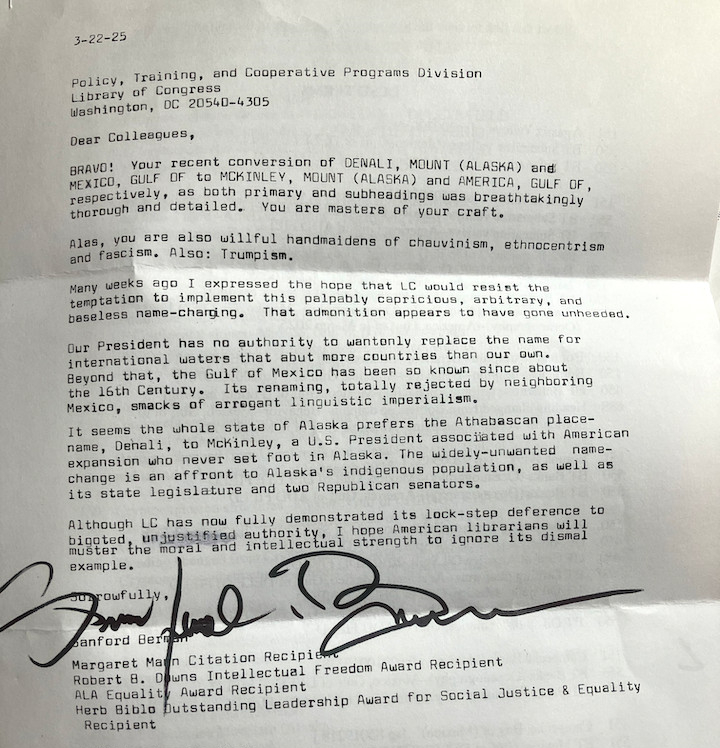 3-22-25
Policy, Training, and Cooperative Programs Division
Library of Congress
Washington, DC 20540-4305
Dear Colleagues,
BRAVO! Your recent conversion of DENALI, MOUNT (ALASKA) and
MEXICO, GULF OF to MCKINLEY, MOUNT (ALASKA) and AMERICA, GULF OF,
respectively, as both primary and subheadings was breathtakingly
thorough and detailed. You are masters of your craft.
Alas, you are also willful handmaidens of chauvinism, ethnocentrism
and fascism. Also: Trumpism.
Many weeks ago I expressed the hope that LC would resist the
temptation to implement this palpably capricious, arbitrary, and
baseless name-changing. That admonition appears to have gone unheeded.
Our President has no authority to wantonly replace the name for
international waters that abut more countries than our own.
Beyond that, the Gulf of Mexico has been so known since about
the 16th Century. Its renaming, totally rejected by neighboring
Mexico, smacks of arrogant linguistic imperialism.
It seems the whole state of Alaska prefers the Athabascan place-
name, Denali, to McKinley, a U.S. President associated with American
expansion who never set foot in Alaska. The widely-unwanted name-
change is an affront to Alaska's indigenous population, as well as
its state legislature and two Republican senators.
Although LC has now fully demonstrated its lock-step deference to
bigoted, unjustified authority, I hope American librarians will
muster the moral and intellectual strength to ignore its dismal
example.
Sorrowfully,
Sanford Berman
Margaret Mann Citation Recipient
Robert B. Downs Intellectual Freedom Award Recipient
ALA Equality Award Recipient
Herb Biblo Outstanding Leadership Award for Social Justice & Equality
Recipient